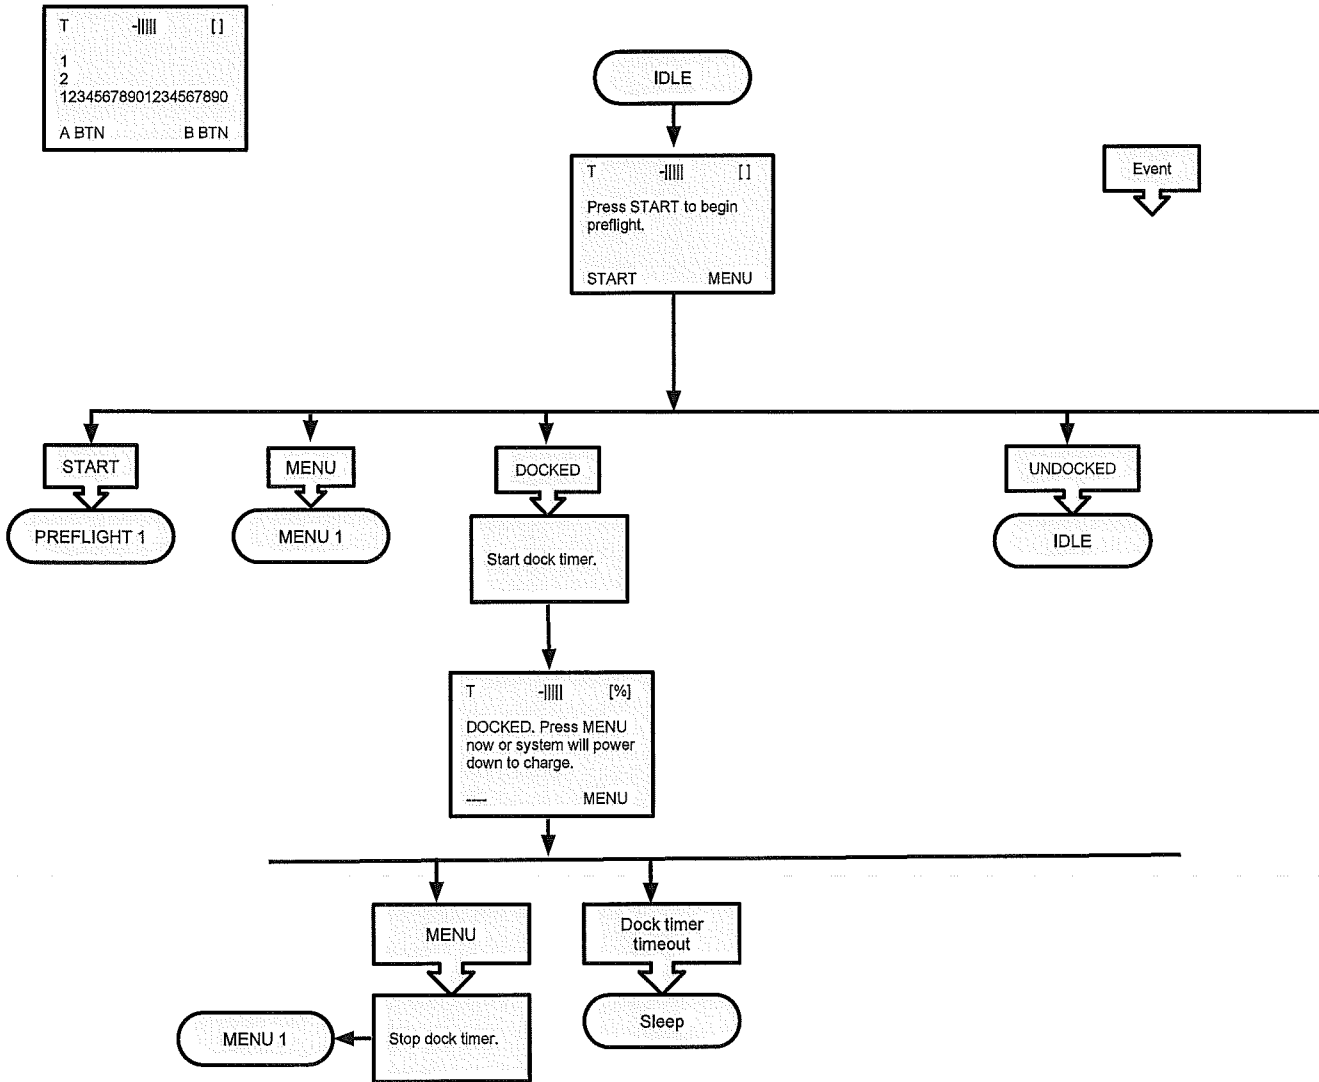 T -||||| [ ]
1
2
12345678901234567890
A BTN B BTN
IDLE
T -||||| [ ]
Press START to begin
preflight.
START MENU
Event
START
PREFLIGHT 1
MENU
MENU 1
DOCKED
Start dock timer.
UNDOCKED
IDLE
T -||||| [%]
DOCKED. Press MENU
now or system will power
down to charge.
---- MENU
MENU
Stop dock timer.
MENU 1
Dock timer
timeout
Sleep